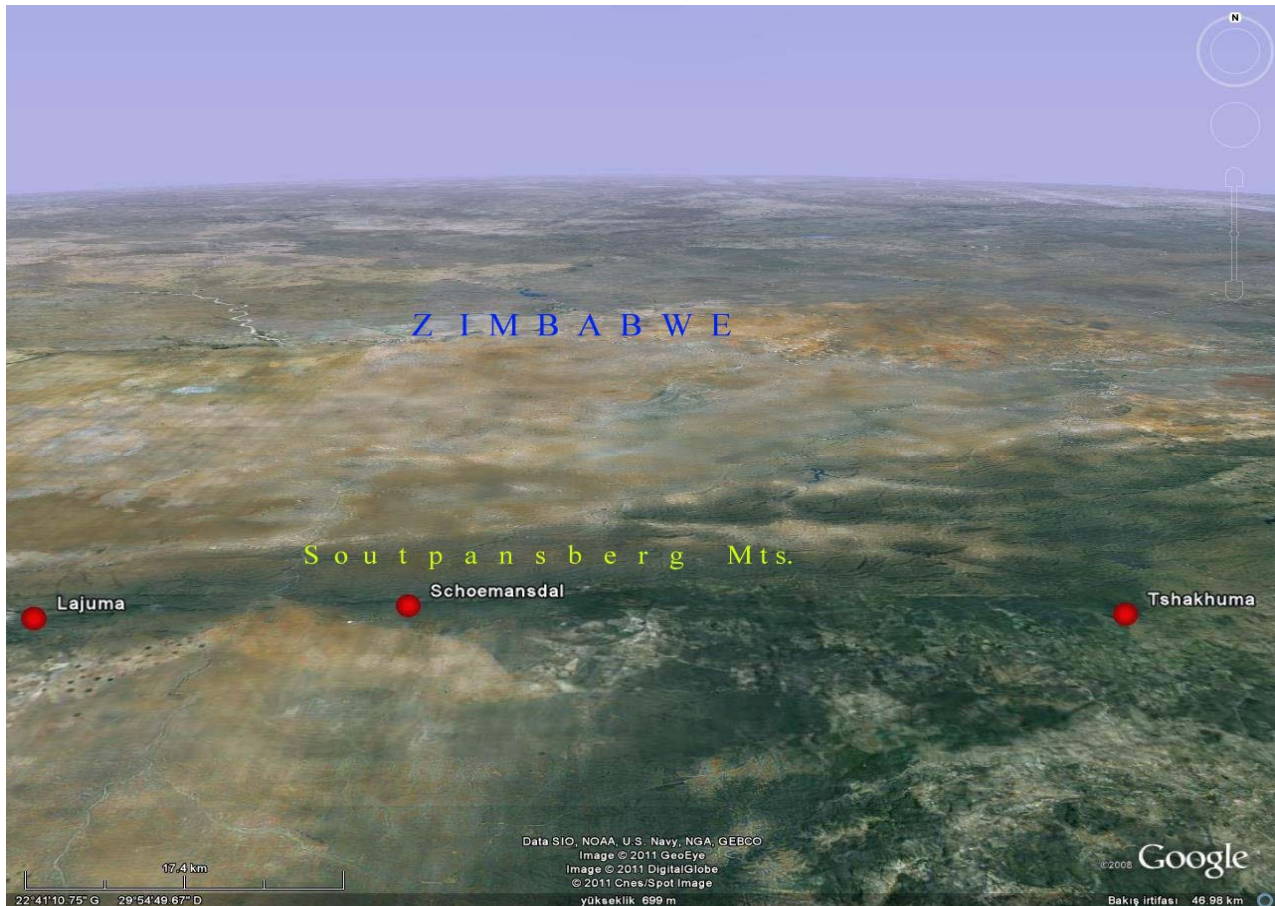 N
Z I M B A B W E
S o u t p a n s b e r g M t s.
Schoemansdal
Lajuma
Tshakhuma
17.4 km
Data SIO, NOAA, U.S. Navy, NGA, GEBCO
Image © 2011 GeoEye
Image © 2011 DigitalGlobe
© 2011 Cnes/Spot Image
©2008 Google
22°41'10.75" G 29°54'49.67" D
yükseklik 699 m
Bakış irtifası 46.98 km